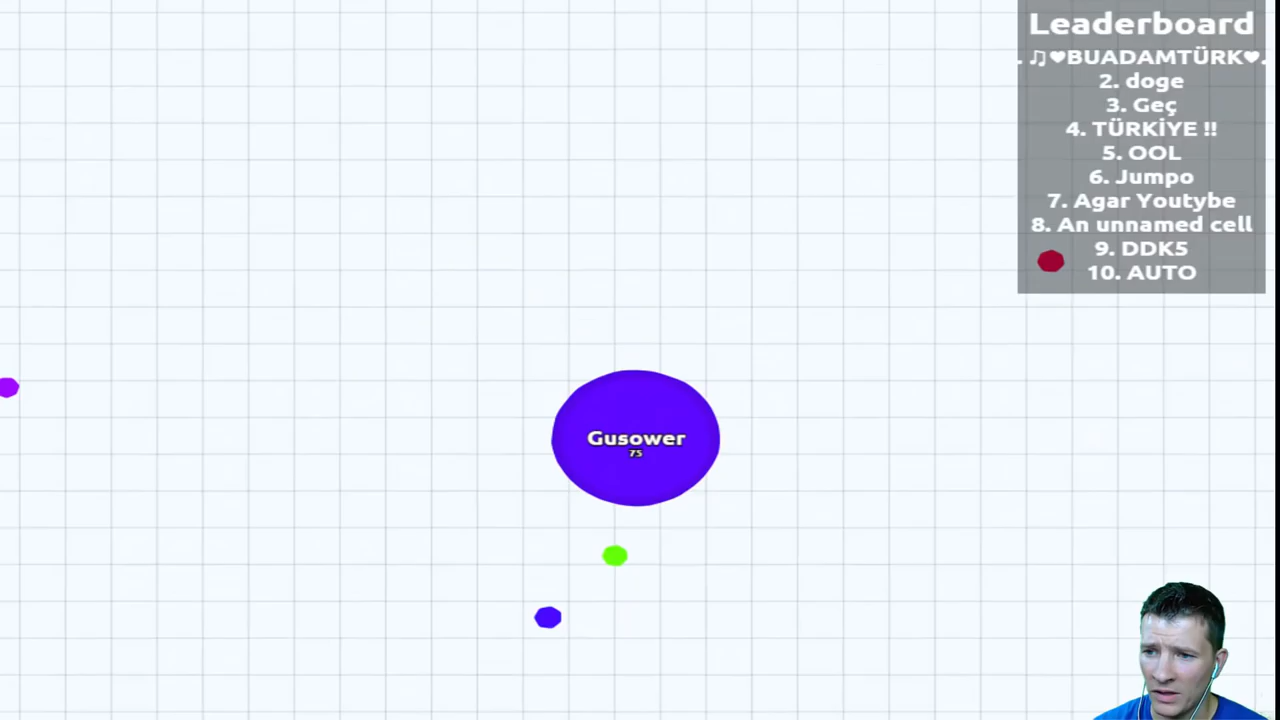 Leaderboard
. ♫❤BUADAMTÜRK❤.
2. doge
3. Geç
4. TÜRKİYE !!
5. OOL
6. Jumpo
7. Agar Youtybe
8. An unnamed cell
9. DDK5
10. AUTO
Gusower
75